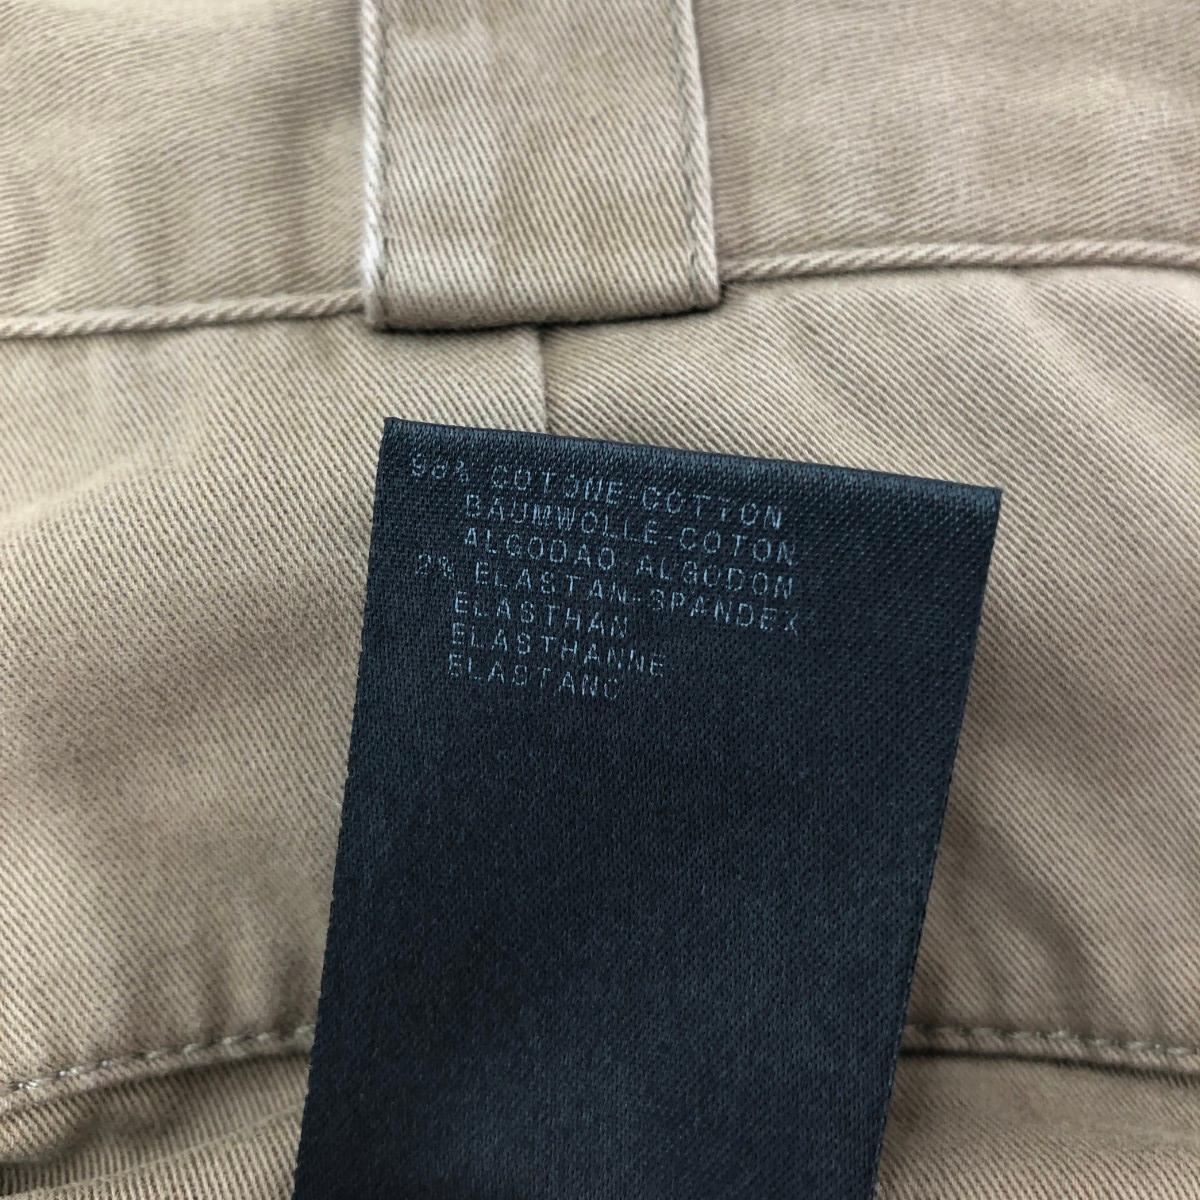 98% COTONE-COTTON
BAUMWOLLE-COTON
ALGODAO-ALGODON
2% ELASTAN-SPANDEX
ELASTHAN
ELASTHANNE
ELASTANO